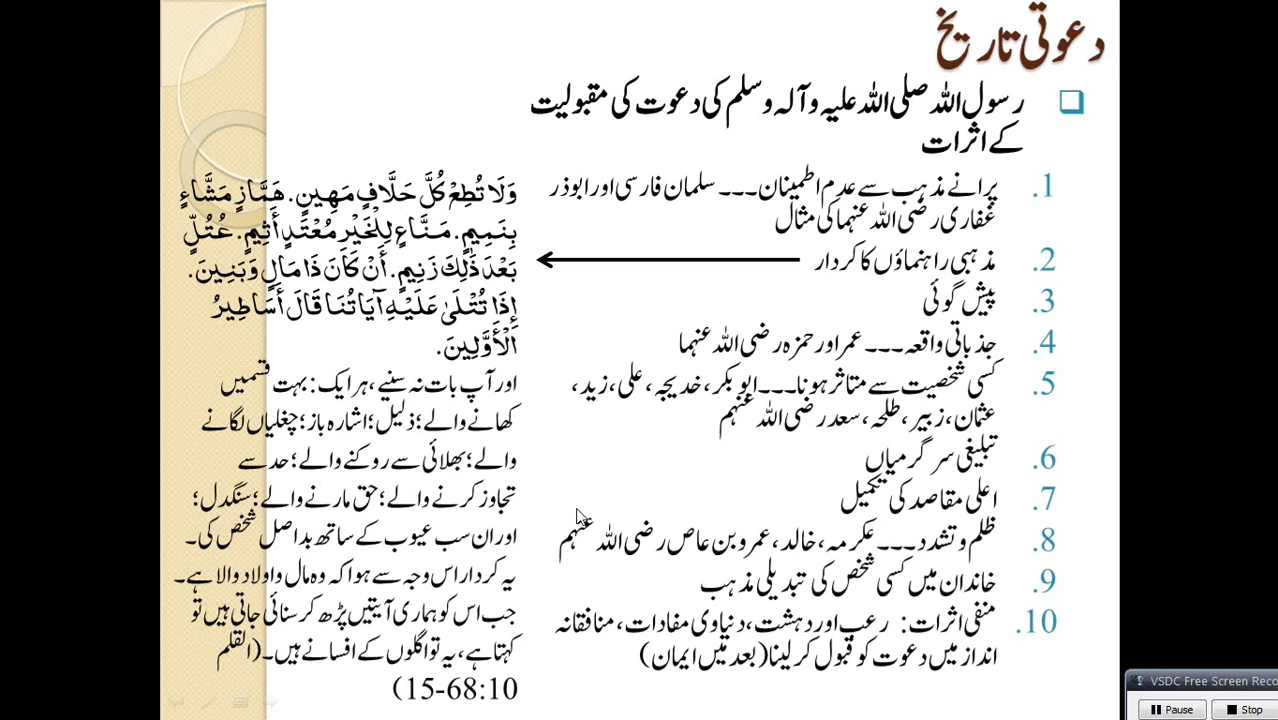 دعوتی تاریخ
رسول اللہ صلی اللہ علیہ وآلہ وسلم کی دعوت کی مقبولیت
کے اثرات
1. پرانے مذہب سے عدم اطمینان۔۔۔ سلمان فارسی اور ابوذر
غفاری رضی اللہ عنہما کی مثال
2. مذہبی راہنماؤں کا کردار
3. پیش گوئی
4. جذباتی واقعہ۔۔۔ عمر اور حمزہ رضی اللہ عنہما
5. کسی شخصیت سے متاثر ہونا۔۔۔ ابو بکر، خدیجہ، علی، زید،
عثمان، زبیر، طلحہ، سعد رضی اللہ عنہم
6. تبلیغی سرگرمیاں
7. اعلی مقاصد کی تکمیل
8. ظلم و تشدد۔۔۔ عکرمہ، خالد، عمرو بن عاص رضی اللہ عنہم
9. خاندان میں کسی شخص کی تبدیلی مذہب
10. منفی اثرات: رعب اور دہشت، دنیاوی مفادات، منافقانہ
انداز میں دعوت کو قبول کر لینا (بعد میں ایمان)
وَلَا تُطِعْ كُلَّ حَلَّافٍ مَهِينٍ. هَمَّازٍ مَشَّاءٍ
بِنَمِيمٍ. مَنَّاعٍ لِلْخَيْرِ مُعْتَدٍ أَثِيمٍ. عُتُلٍّ
بَعْدَ ذَٰلِكَ زَنِيمٍ. أَنْ كَانَ ذَا مَالٍ وَبَنِينَ.
إِذَا تُتْلَىٰ عَلَيْهِ آيَاتُنَا قَالَ أَسَاطِيرُ
الْأَوَّلِينَ.
اور آپ بات نہ سنیے، ہر ایک: بہت قسمیں
کھانے والے؛ ذلیل؛ اشارہ باز؛ چغلیاں لگانے
والے؛ بھلائی سے روکنے والے؛ حد سے
تجاوز کرنے والے؛ حق مارنے والے؛ سنگدل؛
اور ان سب عیوب کے ساتھ بداصل شخص کی۔
یہ کردار اس وجہ سے ہوا کہ وہ مال و اولاد والا ہے۔
جب اس کو ہماری آیتیں پڑھ کر سنائی جاتی ہیں تو
کہتا ہے، یہ تو اگلوں کے افسانے ہیں۔ (القلم
68:10-15)
VSDC Free Screen Reco
Pause Stop